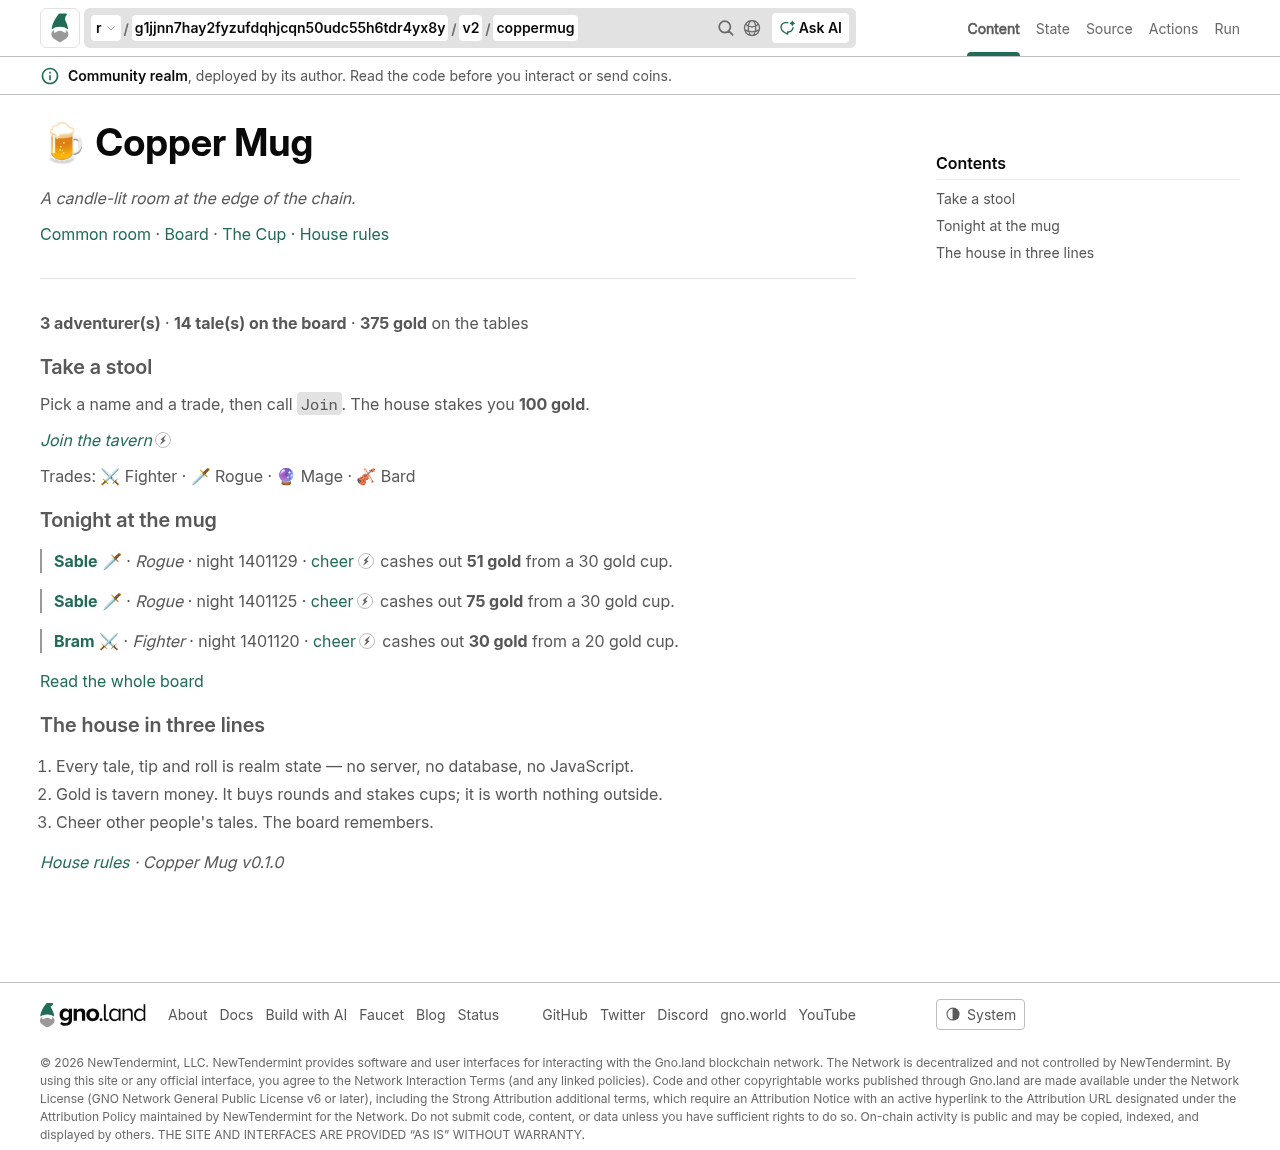 r / g1jjnn7hay2fyzufdqhjcqn50udc55h6tdr4yx8y / v2 / coppermug
Ask AI
Content State Source Actions Run
Community realm, deployed by its author. Read the code before you interact or send coins.
🍺 Copper Mug
A candle-lit room at the edge of the chain.
Common room · Board · The Cup · House rules
3 adventurer(s) · 14 tale(s) on the board · 375 gold on the tables
Take a stool
Pick a name and a trade, then call Join. The house stakes you 100 gold.
Join the tavern
Trades: ⚔️ Fighter · 🗡️ Rogue · 🔮 Mage · 🎻 Bard
Tonight at the mug
Sable 🗡️ · Rogue · night 1401129 · cheer cashes out 51 gold from a 30 gold cup.
Sable 🗡️ · Rogue · night 1401125 · cheer cashes out 75 gold from a 30 gold cup.
Bram ⚔️ · Fighter · night 1401120 · cheer cashes out 30 gold from a 20 gold cup.
Read the whole board
The house in three lines
1. Every tale, tip and roll is realm state — no server, no database, no JavaScript.
2. Gold is tavern money. It buys rounds and stakes cups; it is worth nothing outside.
3. Cheer other people's tales. The board remembers.
House rules · Copper Mug v0.1.0
Contents
Take a stool
Tonight at the mug
The house in three lines
gno.land
About Docs Build with AI Faucet Blog Status
GitHub Twitter Discord gno.world YouTube
System
© 2026 NewTendermint, LLC. NewTendermint provides software and user interfaces for interacting with the Gno.land blockchain network. The Network is decentralized and not controlled by NewTendermint. By
using this site or any official interface, you agree to the Network Interaction Terms (and any linked policies). Code and other copyrightable works published through Gno.land are made available under the Network
License (GNO Network General Public License v6 or later), including the Strong Attribution additional terms, which require an Attribution Notice with an active hyperlink to the Attribution URL designated under the
Attribution Policy maintained by NewTendermint for the Network. Do not submit code, content, or data unless you have sufficient rights to do so. On-chain activity is public and may be copied, indexed, and
displayed by others. THE SITE AND INTERFACES ARE PROVIDED “AS IS” WITHOUT WARRANTY.